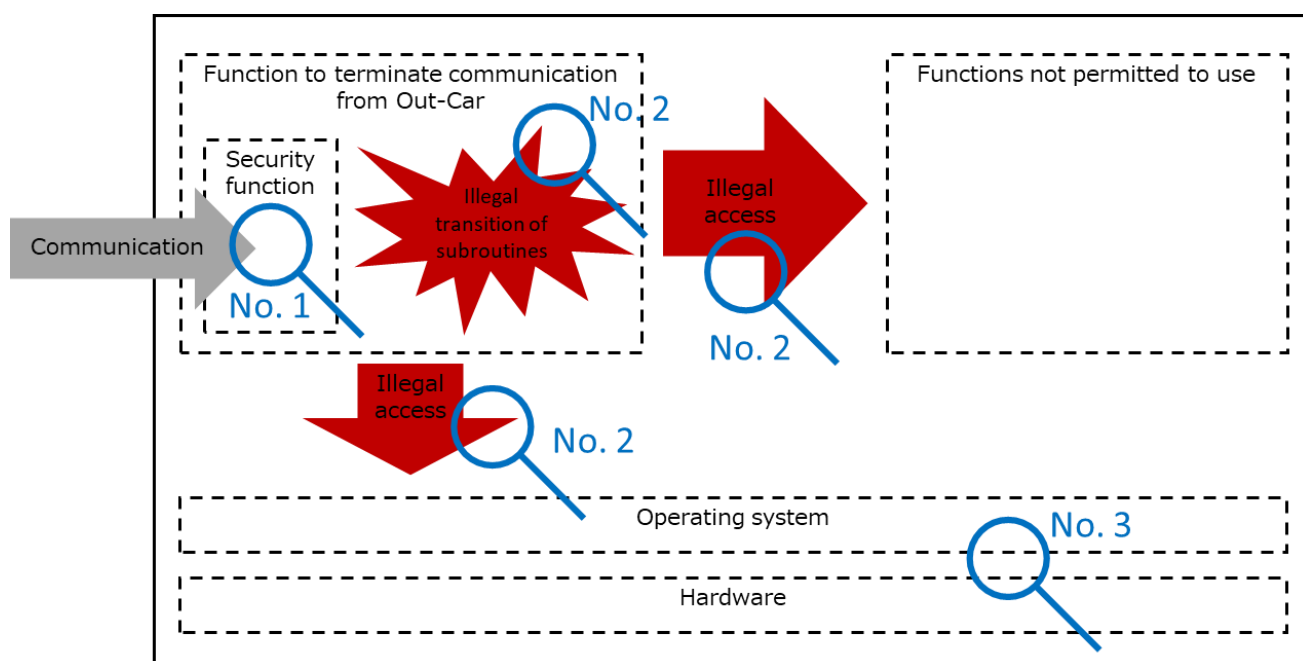 Function to terminate communication
from Out-Car
Functions not permitted to use
No. 2
Security
function
Illegal
transition of
subroutines
Illegal
access
Communication
No. 1
No. 2
Illegal
access
No. 2
Operating system
No. 3
Hardware